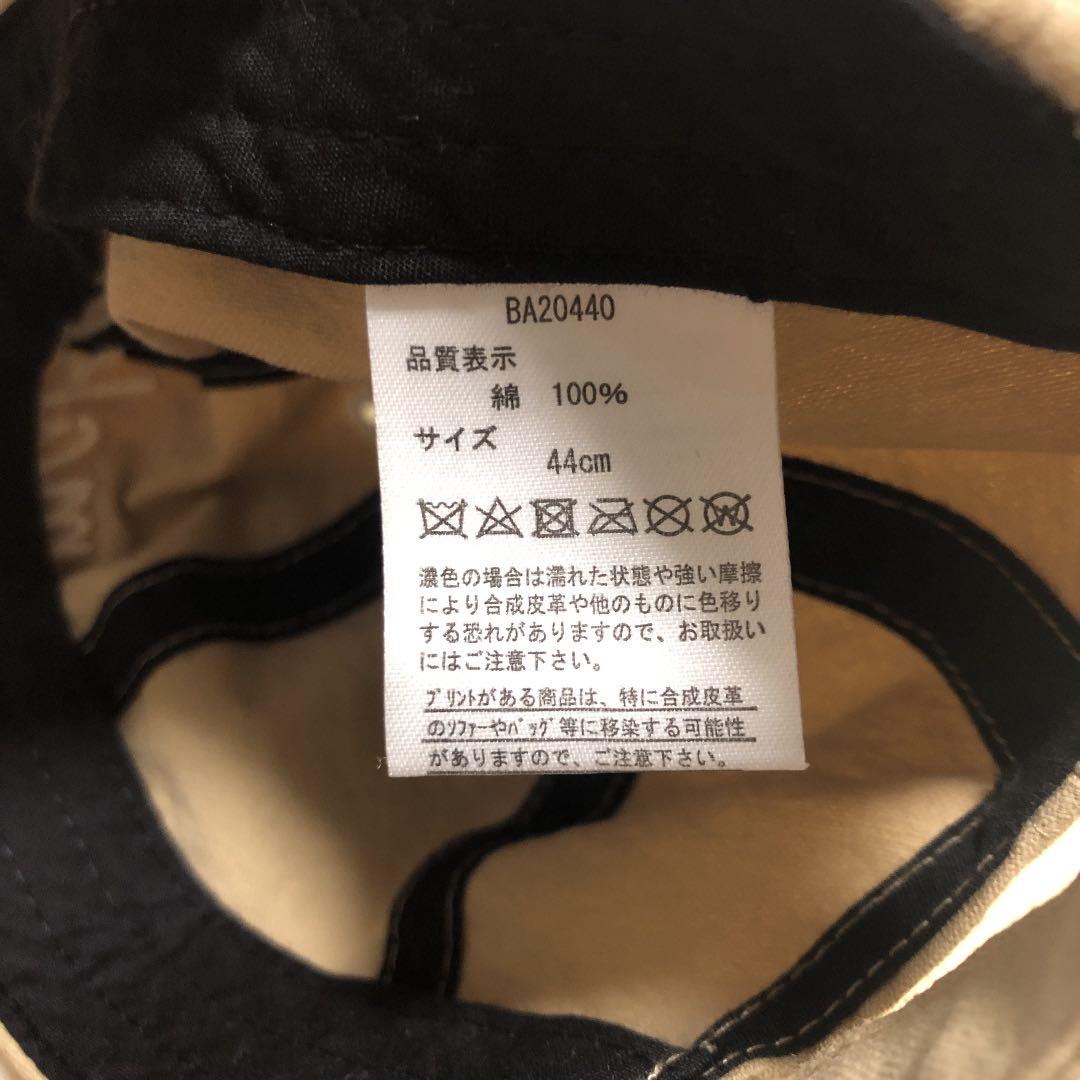 BA20440
品質表示
綿 100%
サイズ
44cm
濃色の場合は濡れた状態や強い摩擦
により合成皮革や他のものに色移り
する恐れがありますので、お取扱い
にはご注意下さい。
ﾌﾟﾘﾝﾄがある商品は、特に合成皮革
のｿﾌｧｰやﾊﾞｯｸﾞ等に移染する可能性
がありますので、ご注意下さい。